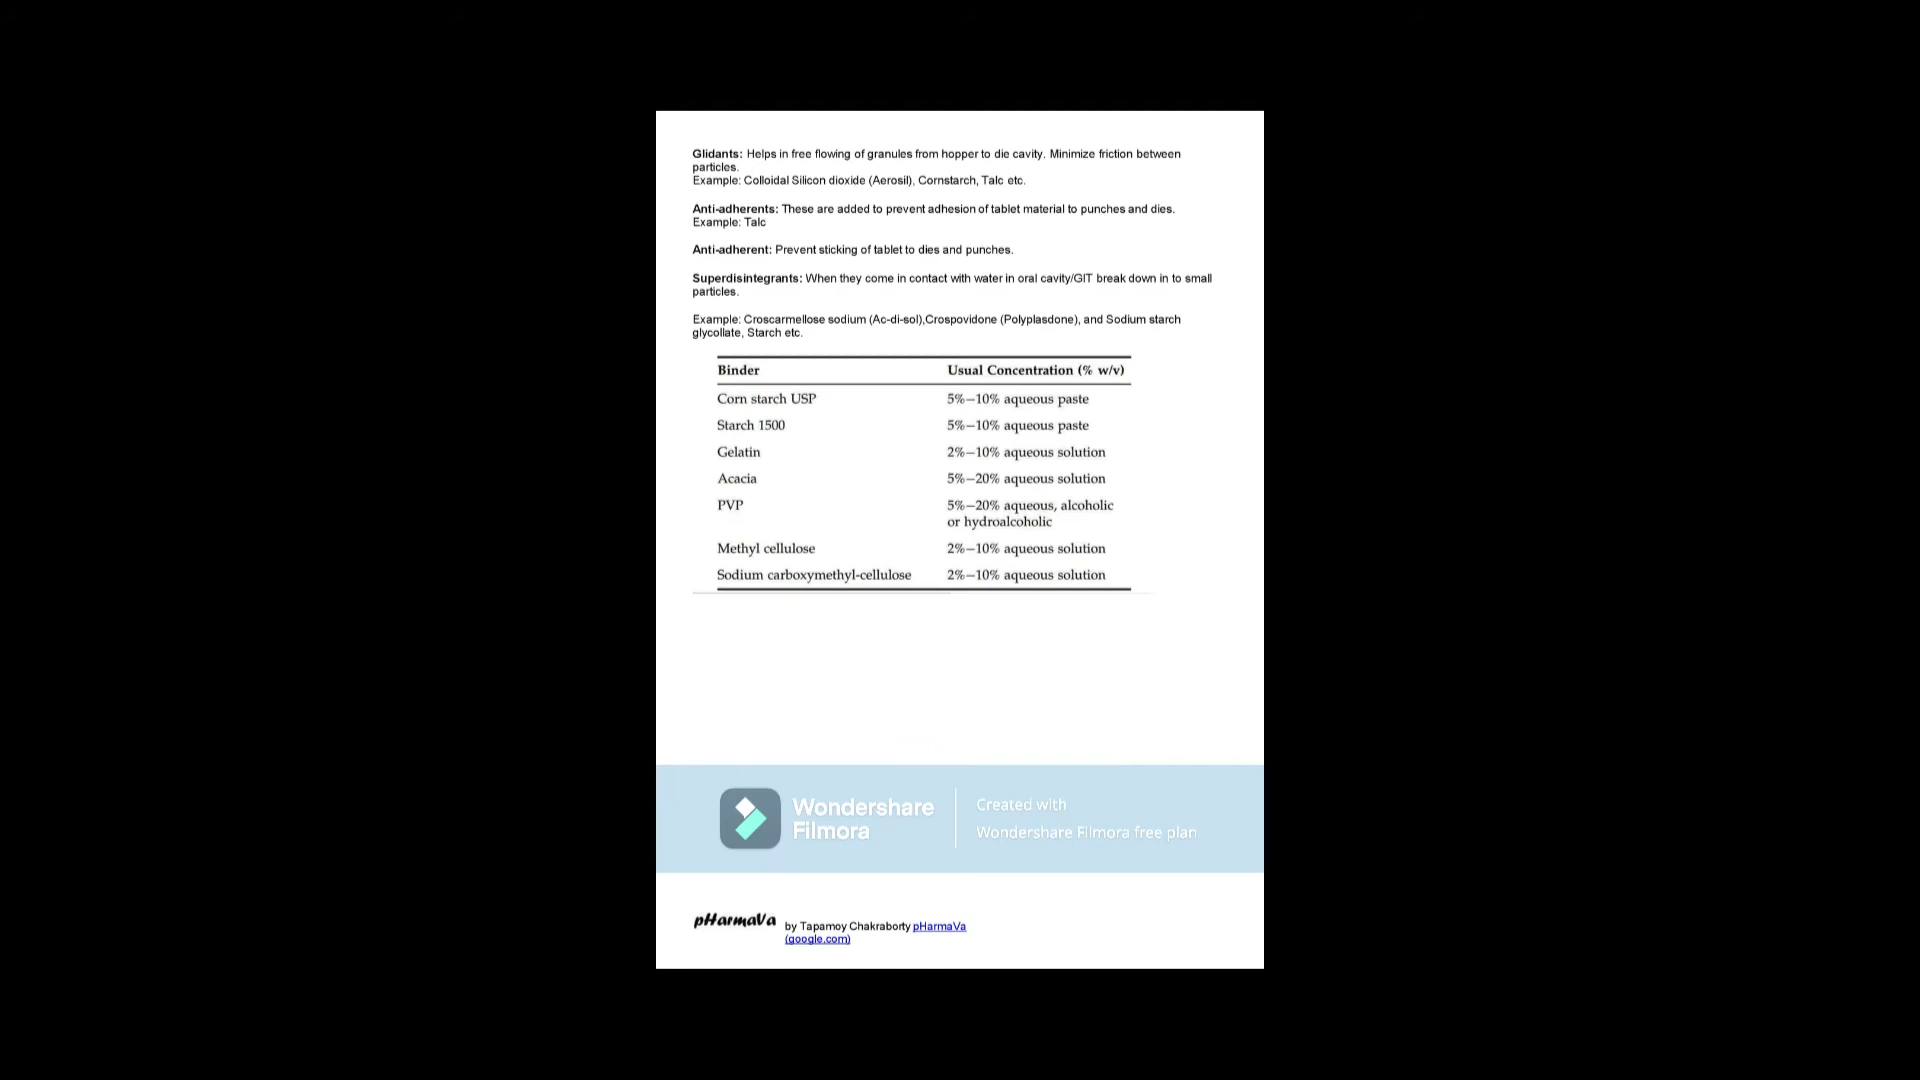 Glidants: Helps in free flowing of granules from hopper to die cavity. Minimize friction between
particles.
Example: Colloidal Silicon dioxide (Aerosil), Cornstarch, Talc etc.
Anti-adherents: These are added to prevent adhesion of tablet material to punches and dies.
Example: Talc
Anti-adherent: Prevent sticking of tablet to dies and punches.
Superdisintegrants: When they come in contact with water in oral cavity/GIT break down in to small
particles.
Example: Croscarmellose sodium (Ac-di-sol),Crospovidone (Polyplasdone), and Sodium starch
glycollate, Starch etc.
Binder Usual Concentration (% w/v)
Corn starch USP 5%–10% aqueous paste
Starch 1500 5%–10% aqueous paste
Gelatin 2%–10% aqueous solution
Acacia 5%–20% aqueous solution
PVP 5%–20% aqueous, alcoholic
or hydroalcoholic
Methyl cellulose 2%–10% aqueous solution
Sodium carboxymethyl-cellulose 2%–10% aqueous solution
Wondershare
Filmora
Created with
Wondershare Filmora free plan
pHarmaVa by Tapamoy Chakraborty pHarmaVa
(google.com)